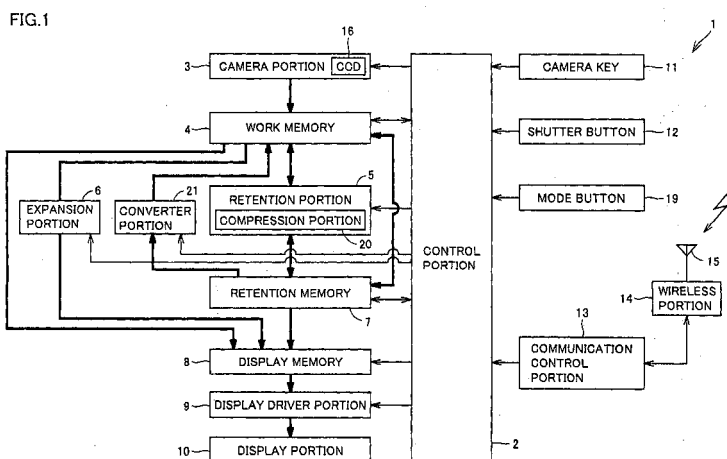 FIG.1
16
1
3
CAMERA PORTION
CCD
CAMERA KEY
11
4
WORK MEMORY
SHUTTER BUTTON
12
5
6
21
RETENTION PORTION
COMPRESSION PORTION
20
EXPANSION
PORTION
CONVERTER
PORTION
MODE BUTTON
19
CONTROL
PORTION
15
RETENTION MEMORY
7
WIRELESS
PORTION
14
13
8
DISPLAY MEMORY
COMMUNICATION
CONTROL
PORTION
9
DISPLAY DRIVER PORTION
10
DISPLAY PORTION
2